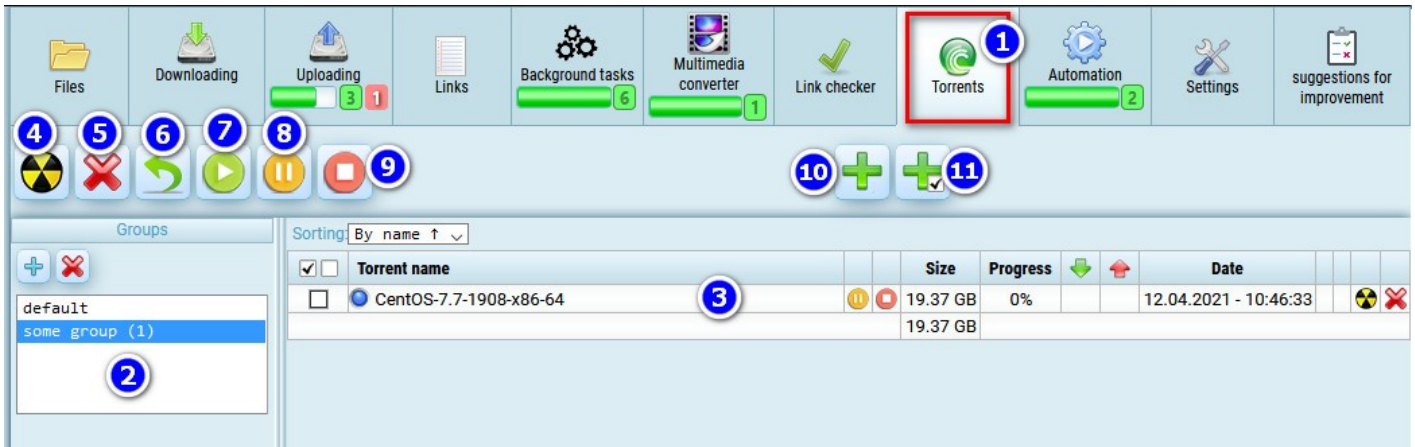 Files
Downloading
Uploading
3 1
Links
Background tasks
6
Multimedia
converter
1
Link checker
Torrents
1
Automation
2
Settings
suggestions for
improvement
4 5 6 7 8 9 10 11
Groups
default
some group (1)
2
Sorting: By name ↑
Torrent name Size Progress Date
CentOS-7.7-1908-x86-64 3 19.37 GB 0% 12.04.2021 - 10:46:33
19.37 GB